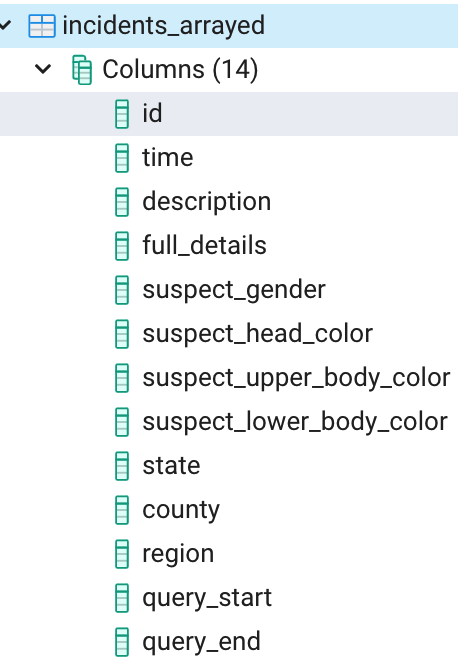 incidents_arrayed
Columns (14)
id
time
description
full_details
suspect_gender
suspect_head_color
suspect_upper_body_color
suspect_lower_body_color
state
county
region
query_start
query_end